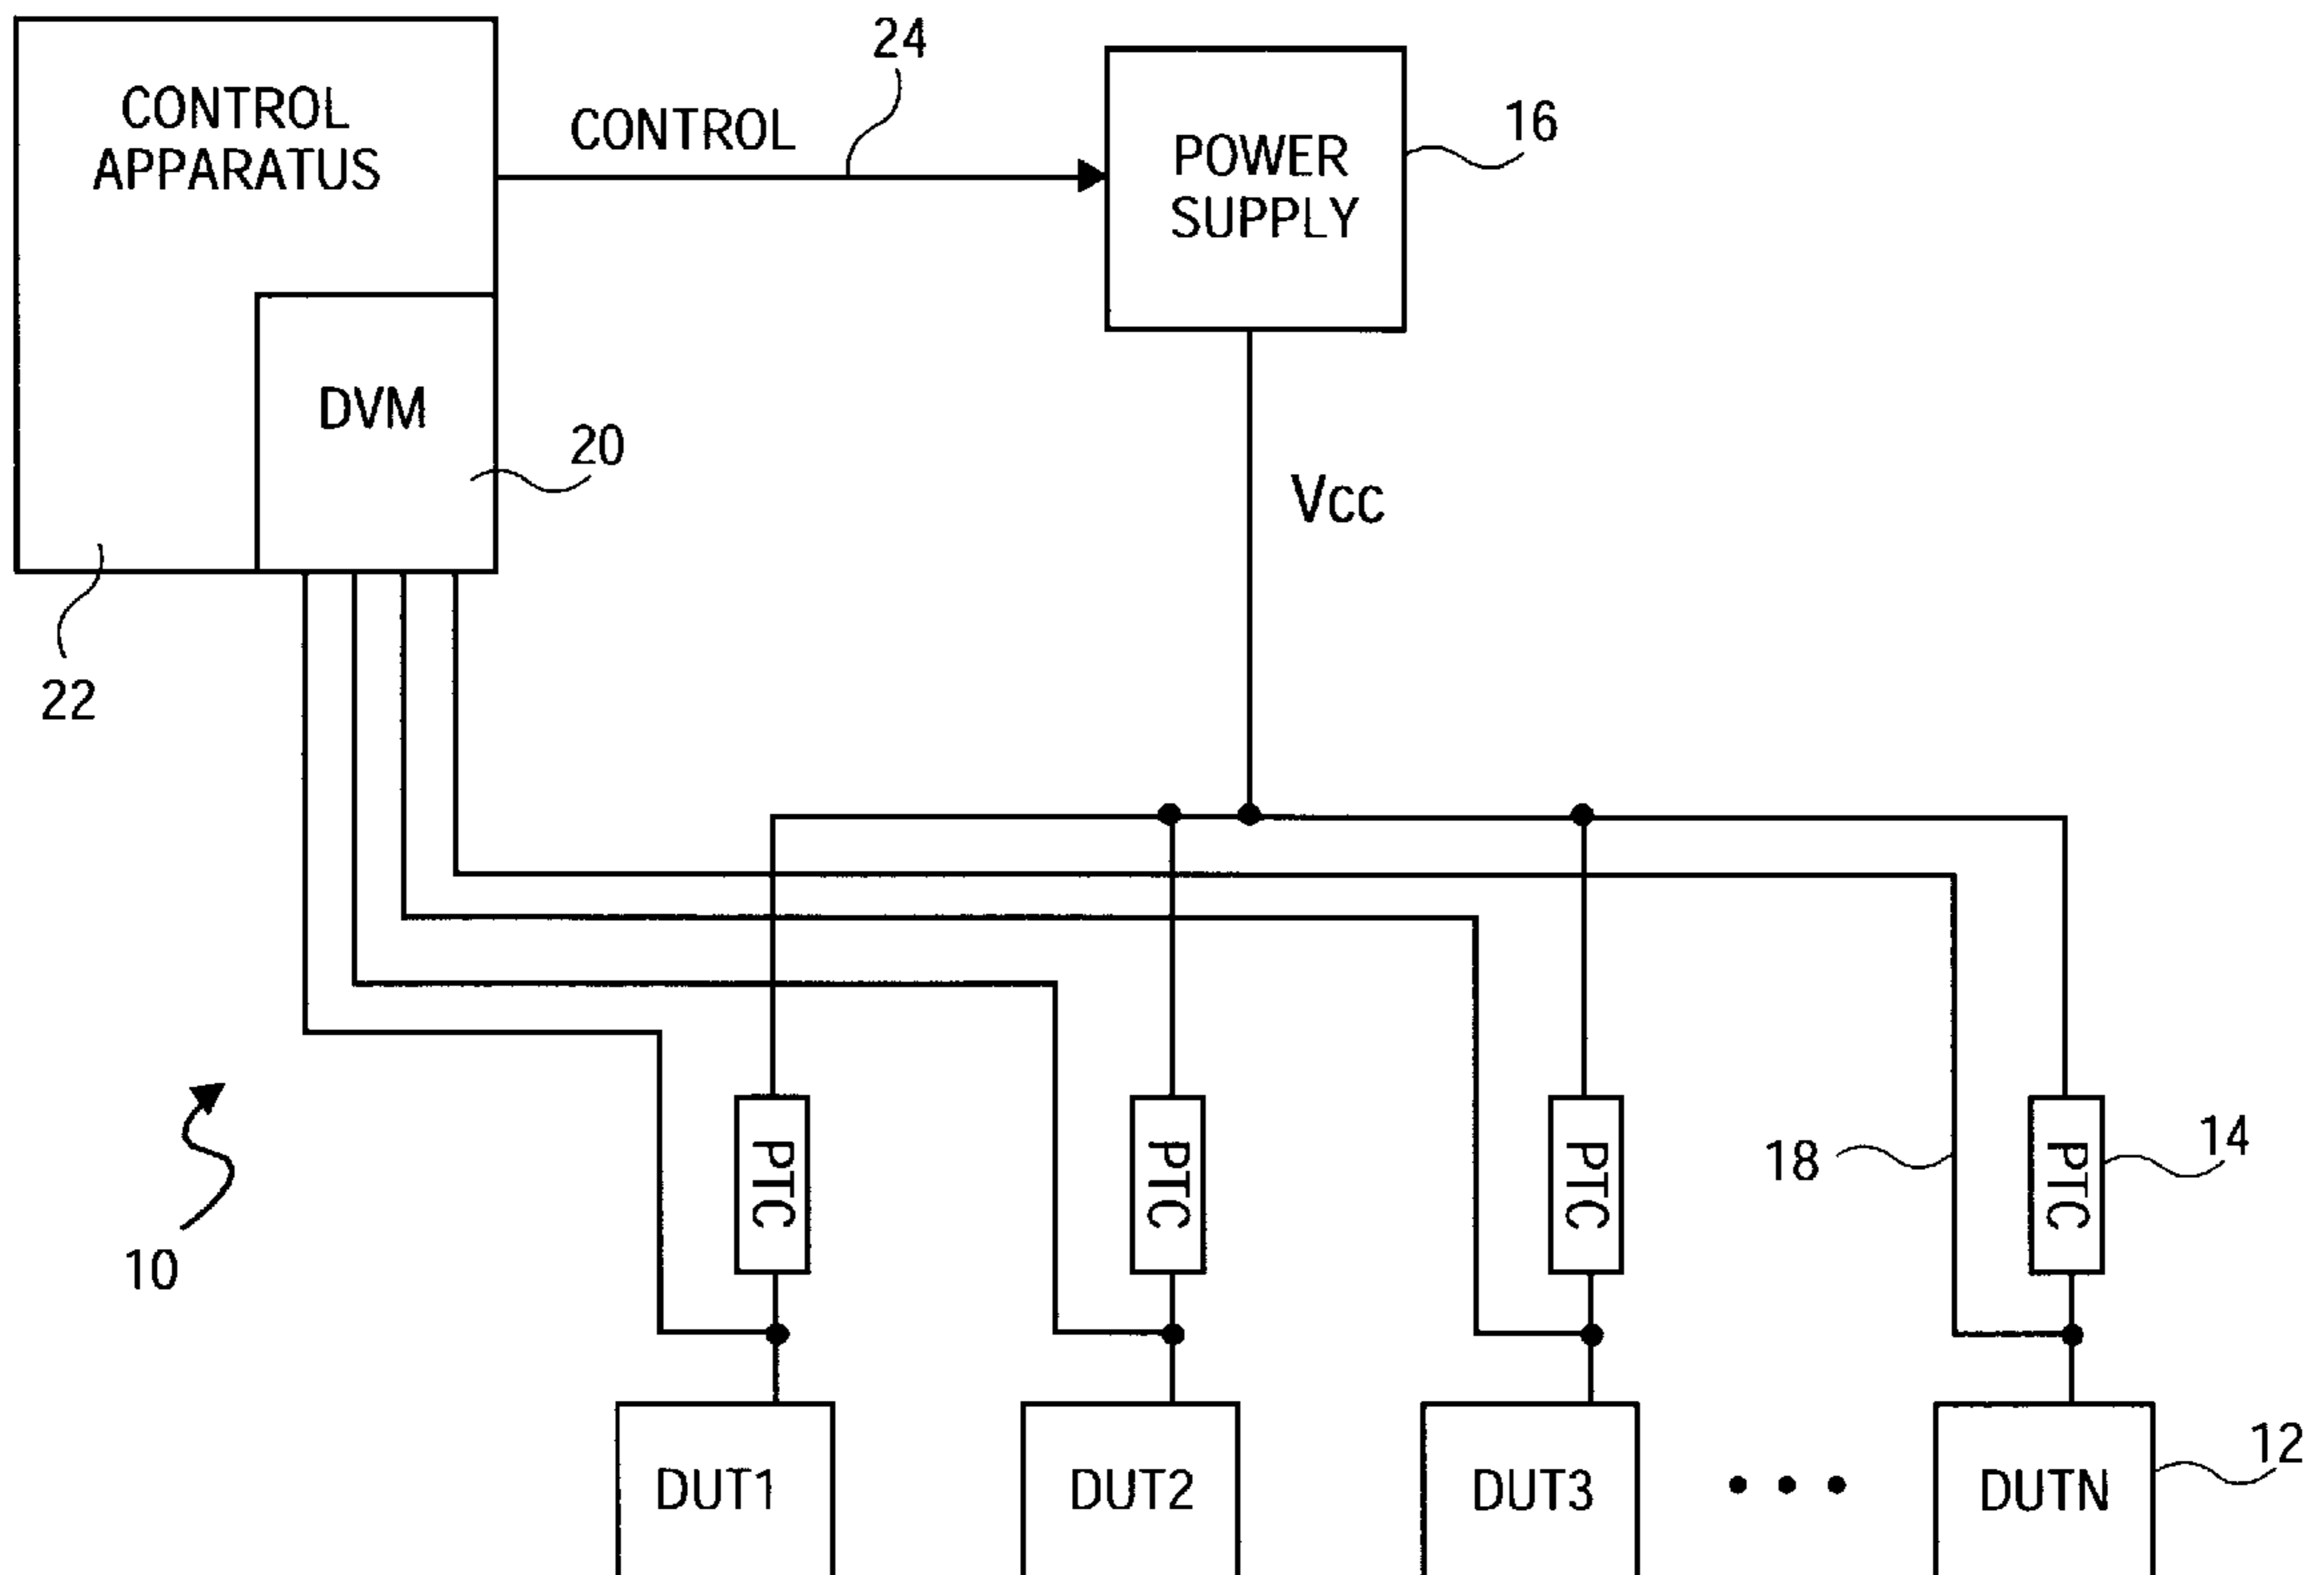 24
CONTROL
APPARATUS
CONTROL
POWER
SUPPLY
16
DVM
20
VCC
22
PTC
PTC
PTC
PTC
18
14
10
DUT1
DUT2
DUT3
• • •
DUTN
12